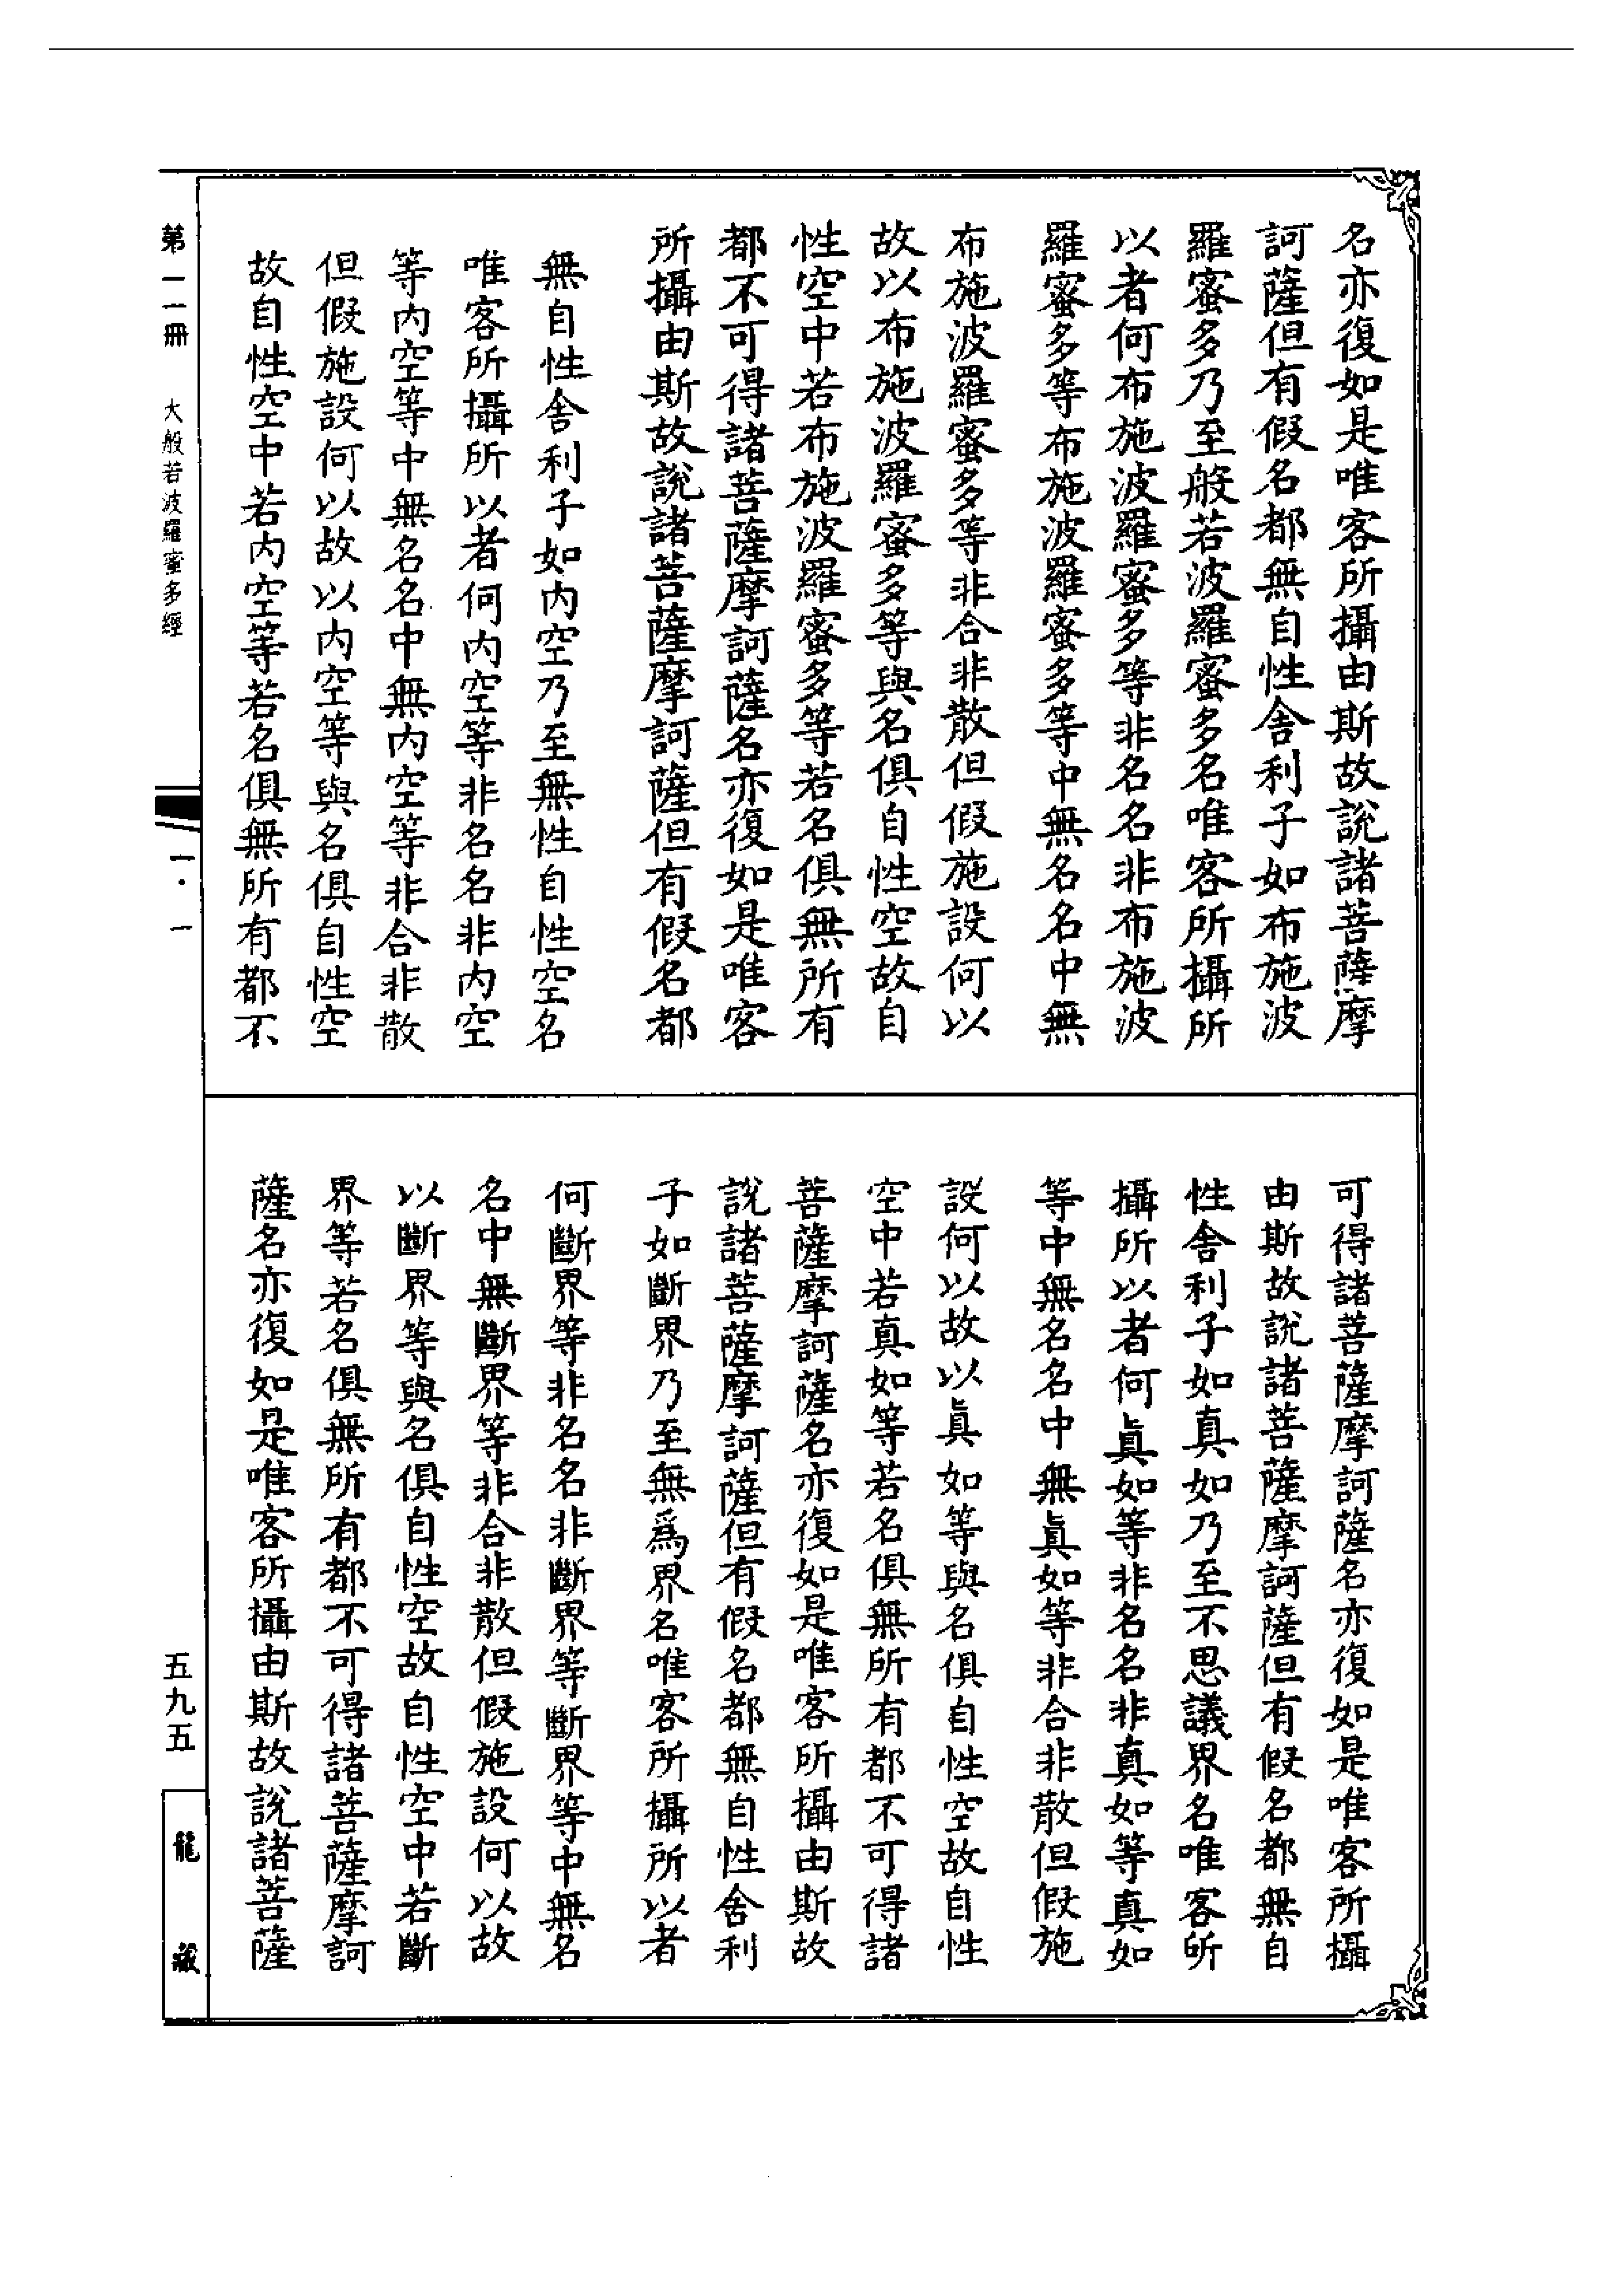 名亦復如是唯客所攝由斯故說諸菩薩摩
訶薩但有假名都無自性舍利子如布施波
羅蜜多乃至般若波羅蜜多名唯客所攝所
以者何布施波羅蜜多等非名名非布施波
羅蜜多等布施波羅蜜多等中無名名中無
布施波羅蜜多等非合非散但假施設何以
故以布施波羅蜜多等與名俱自性空故自
性空中若布施波羅蜜多等若名俱無所有
都不可得諸菩薩摩訶薩名亦復如是唯客
所攝由斯故說諸菩薩摩訶薩但有假名都
無自性舍利子如內空乃至無性自性空名
唯客所攝所以者何內空等非名名非內空
等內空等中無名名中無內空等非合非散
但假施設何以故以內空等與名俱自性空
故自性空中若內空等若名俱無所有都不
可得諸菩薩摩訶薩名亦復如是唯客所攝
由斯故說諸菩薩摩訶薩但有假名都無自
性舍利子如真如乃至不思議界名唯客所
攝所以者何真如等非名名非真如等真如
等中無名名中無真如等非合非散但假施
設何以故以真如等與名俱自性空故自性
空中若真如等若名俱無所有都不可得諸
菩薩摩訶薩名亦復如是唯客所攝由斯故
說諸菩薩摩訶薩但有假名都無自性舍利
子如斷界乃至無為界名唯客所攝所以者
何斷界等非名名非斷界等斷界等中無名
名中無斷界等非合非散但假施設何以故
以斷界等與名俱自性空故自性空中若斷
界等若名俱無所有都不可得諸菩薩摩訶
薩名亦復如是唯客所攝由斯故說諸菩薩
第一一冊 大般若波羅蜜多經
一·一
五九五
龍藏